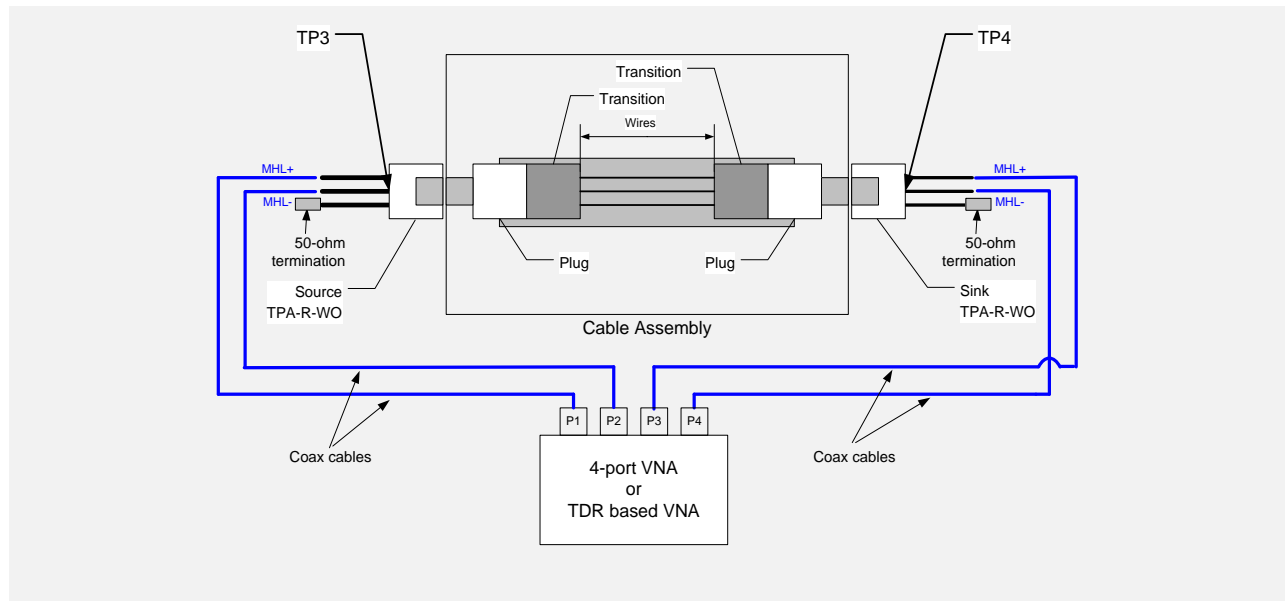 TP3
TP4
Transition
Transition
Wires
MHL+
MHL-
MHL+
MHL-
50-ohm
termination
Plug
Plug
50-ohm
termination
Source
TPA-R-WO
Sink
TPA-R-WO
Cable Assembly
P1
P2
P3
P4
Coax cables
Coax cables
4-port VNA
or
TDR based VNA